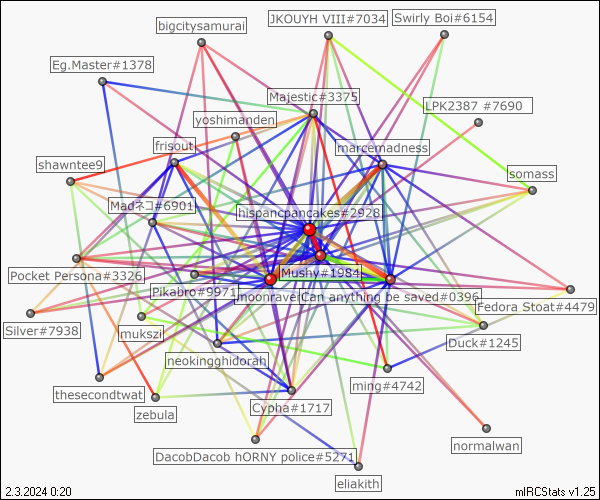 JKOUYH VIII#7034
Swirly Boi#6154
bigcitysamurai
Eg.Master#1378
Majestic#3375
LPK2387 #7690
yoshimanden
frisout
marcemadness
shawntee9
somass
Madネコ#6901
hispancpancakes#2928
Pocket Persona#3326
Mushy#1984
Pikabro#9971
moonraven
Can anything be saved#0396
Fedora Stoat#4479
Silver#7938
mukszi
Duck#1245
neokingghidorah
thesecondtwat
ming#4742
zebula
Cypha#1717
normalwan
DacobDacob hORNY police#5271
eliakith
2.3.2024 0:20
mIRCStats v1.25